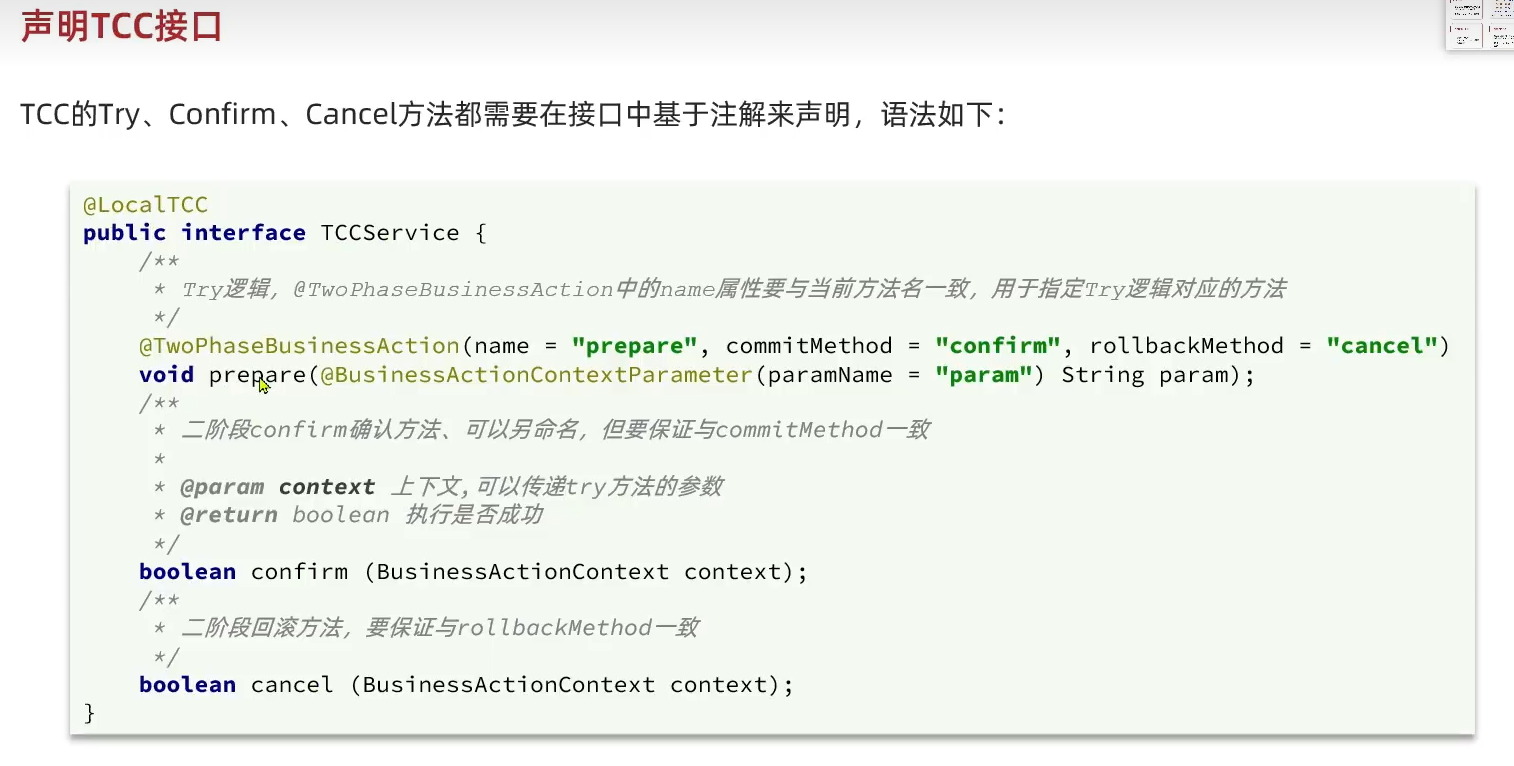 声明TCC接口
TCC的Try、Confirm、Cancel方法都需要在接口中基于注解来声明，语法如下：
@LocalTCC
public interface TCCService {
/**
* Try逻辑，@TwoPhaseBusinessAction中的name属性要与当前方法名一致，用于指定Try逻辑对应的方法
*/
@TwoPhaseBusinessAction(name = "prepare", commitMethod = "confirm", rollbackMethod = "cancel")
void prepare(@BusinessActionContextParameter(paramName = "param") String param);
/**
* 二阶段confirm确认方法、可以另命名，但要保证与commitMethod一致
*
* @param context 上下文,可以传递try方法的参数
* @return boolean 执行是否成功
*/
boolean confirm (BusinessActionContext context);
/**
* 二阶段回滚方法，要保证与rollbackMethod一致
*/
boolean cancel (BusinessActionContext context);
}